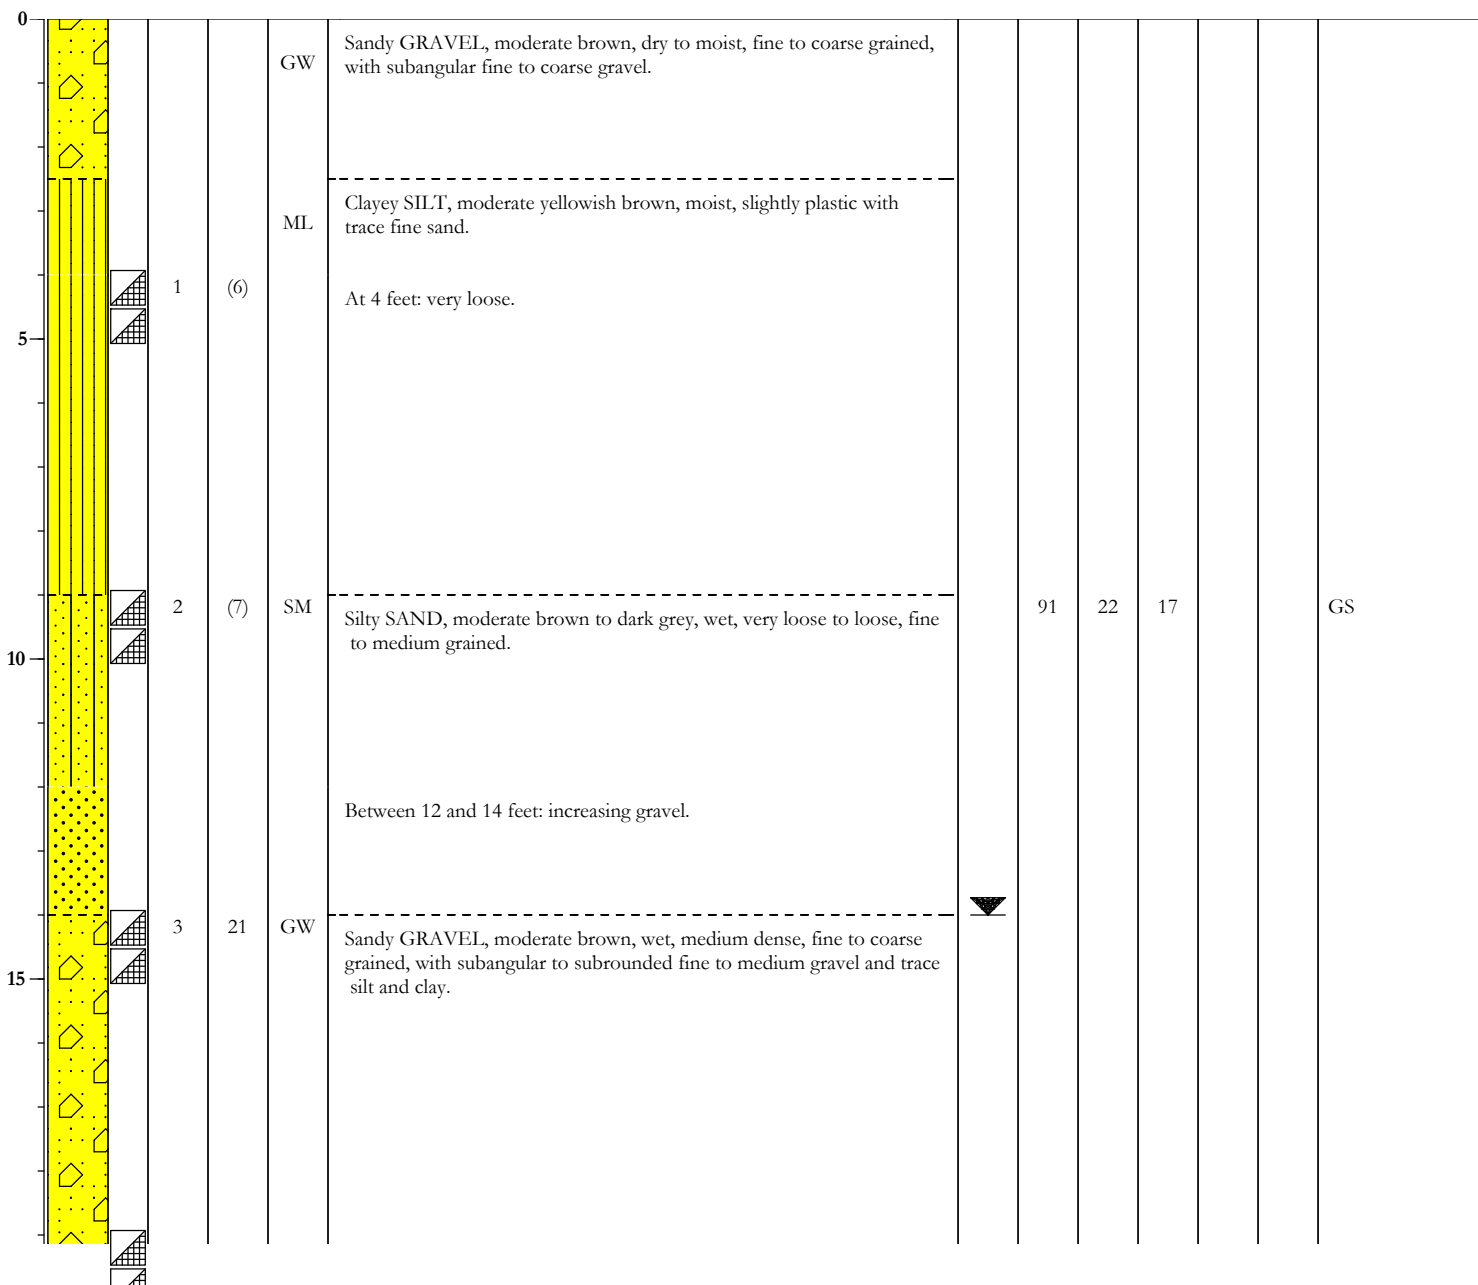 0
GW
Sandy GRAVEL, moderate brown, dry to moist, fine to coarse grained,
with subangular fine to coarse gravel.
ML
Clayey SILT, moderate yellowish brown, moist, slightly plastic with
trace fine sand.
1 (6)
At 4 feet: very loose.
5
2 (7) SM 91 22 17 GS
Silty SAND, moderate brown to dark grey, wet, very loose to loose, fine
to medium grained.
10
Between 12 and 14 feet: increasing gravel.
3 21 GW
Sandy GRAVEL, moderate brown, wet, medium dense, fine to coarse
grained, with subangular to subrounded fine to medium gravel and trace
silt and clay.
15